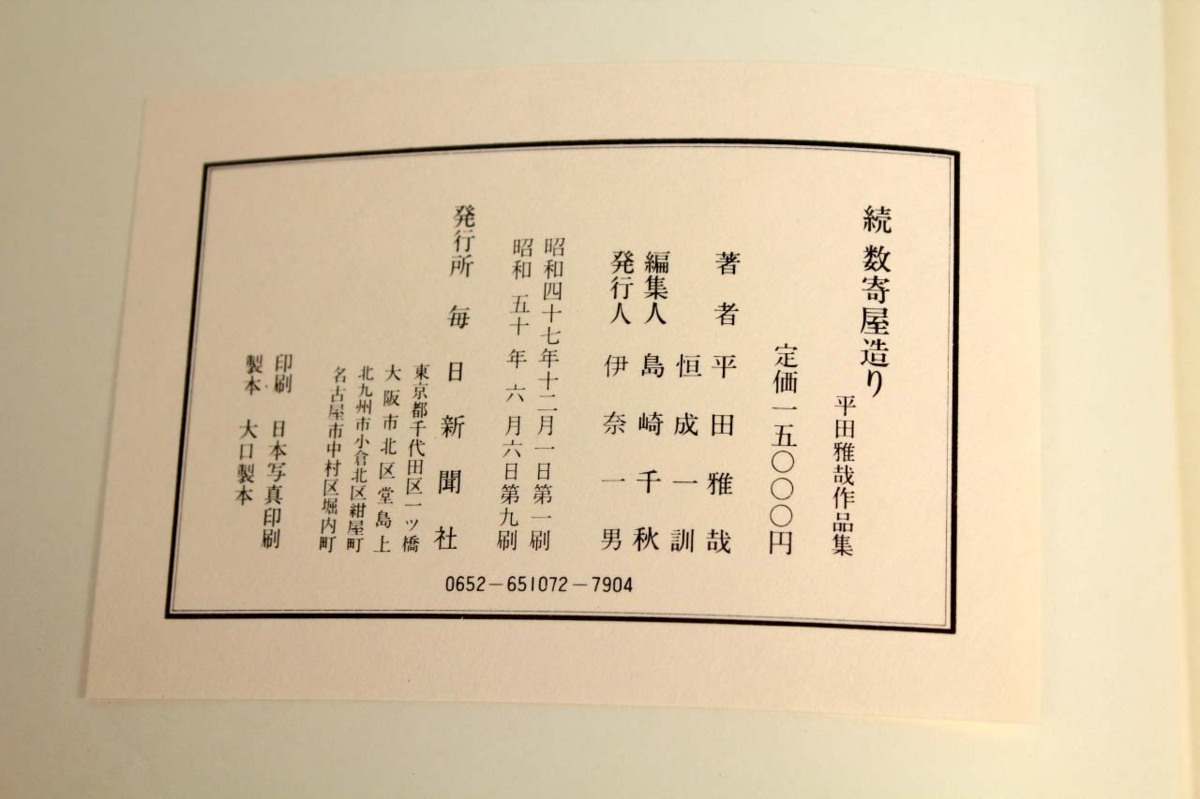 続 数寄屋造り
平田雅哉作品集
定価一五〇〇〇円
著者 平田雅哉
恒成一訓
編集人 島崎千秋
発行人 伊奈一男
昭和四十七年十二月一日第一刷
昭和五十年六月六日第九刷
発行所 毎日新聞社
東京都千代田区一ツ橋
大阪市北区堂島上
北九州市小倉北区紺屋町
名古屋市中村区堀内町
印刷 日本写真印刷
製本 大口製本
0652-651072-7904